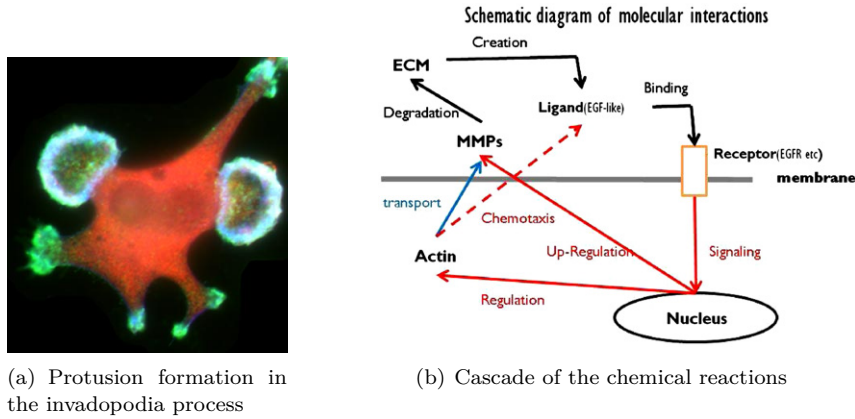 Schematic diagram of molecular interactions
Creation
ECM
Binding
Degradation
Ligand(EGF-like)
MMPs
Receptor(EGFR etc)
membrane
transport
Chemotaxis
Actin
Up-Regulation
Signaling
Regulation
Nucleus
(a) Protusion formation in
the invadopodia process
(b) Cascade of the chemical reactions